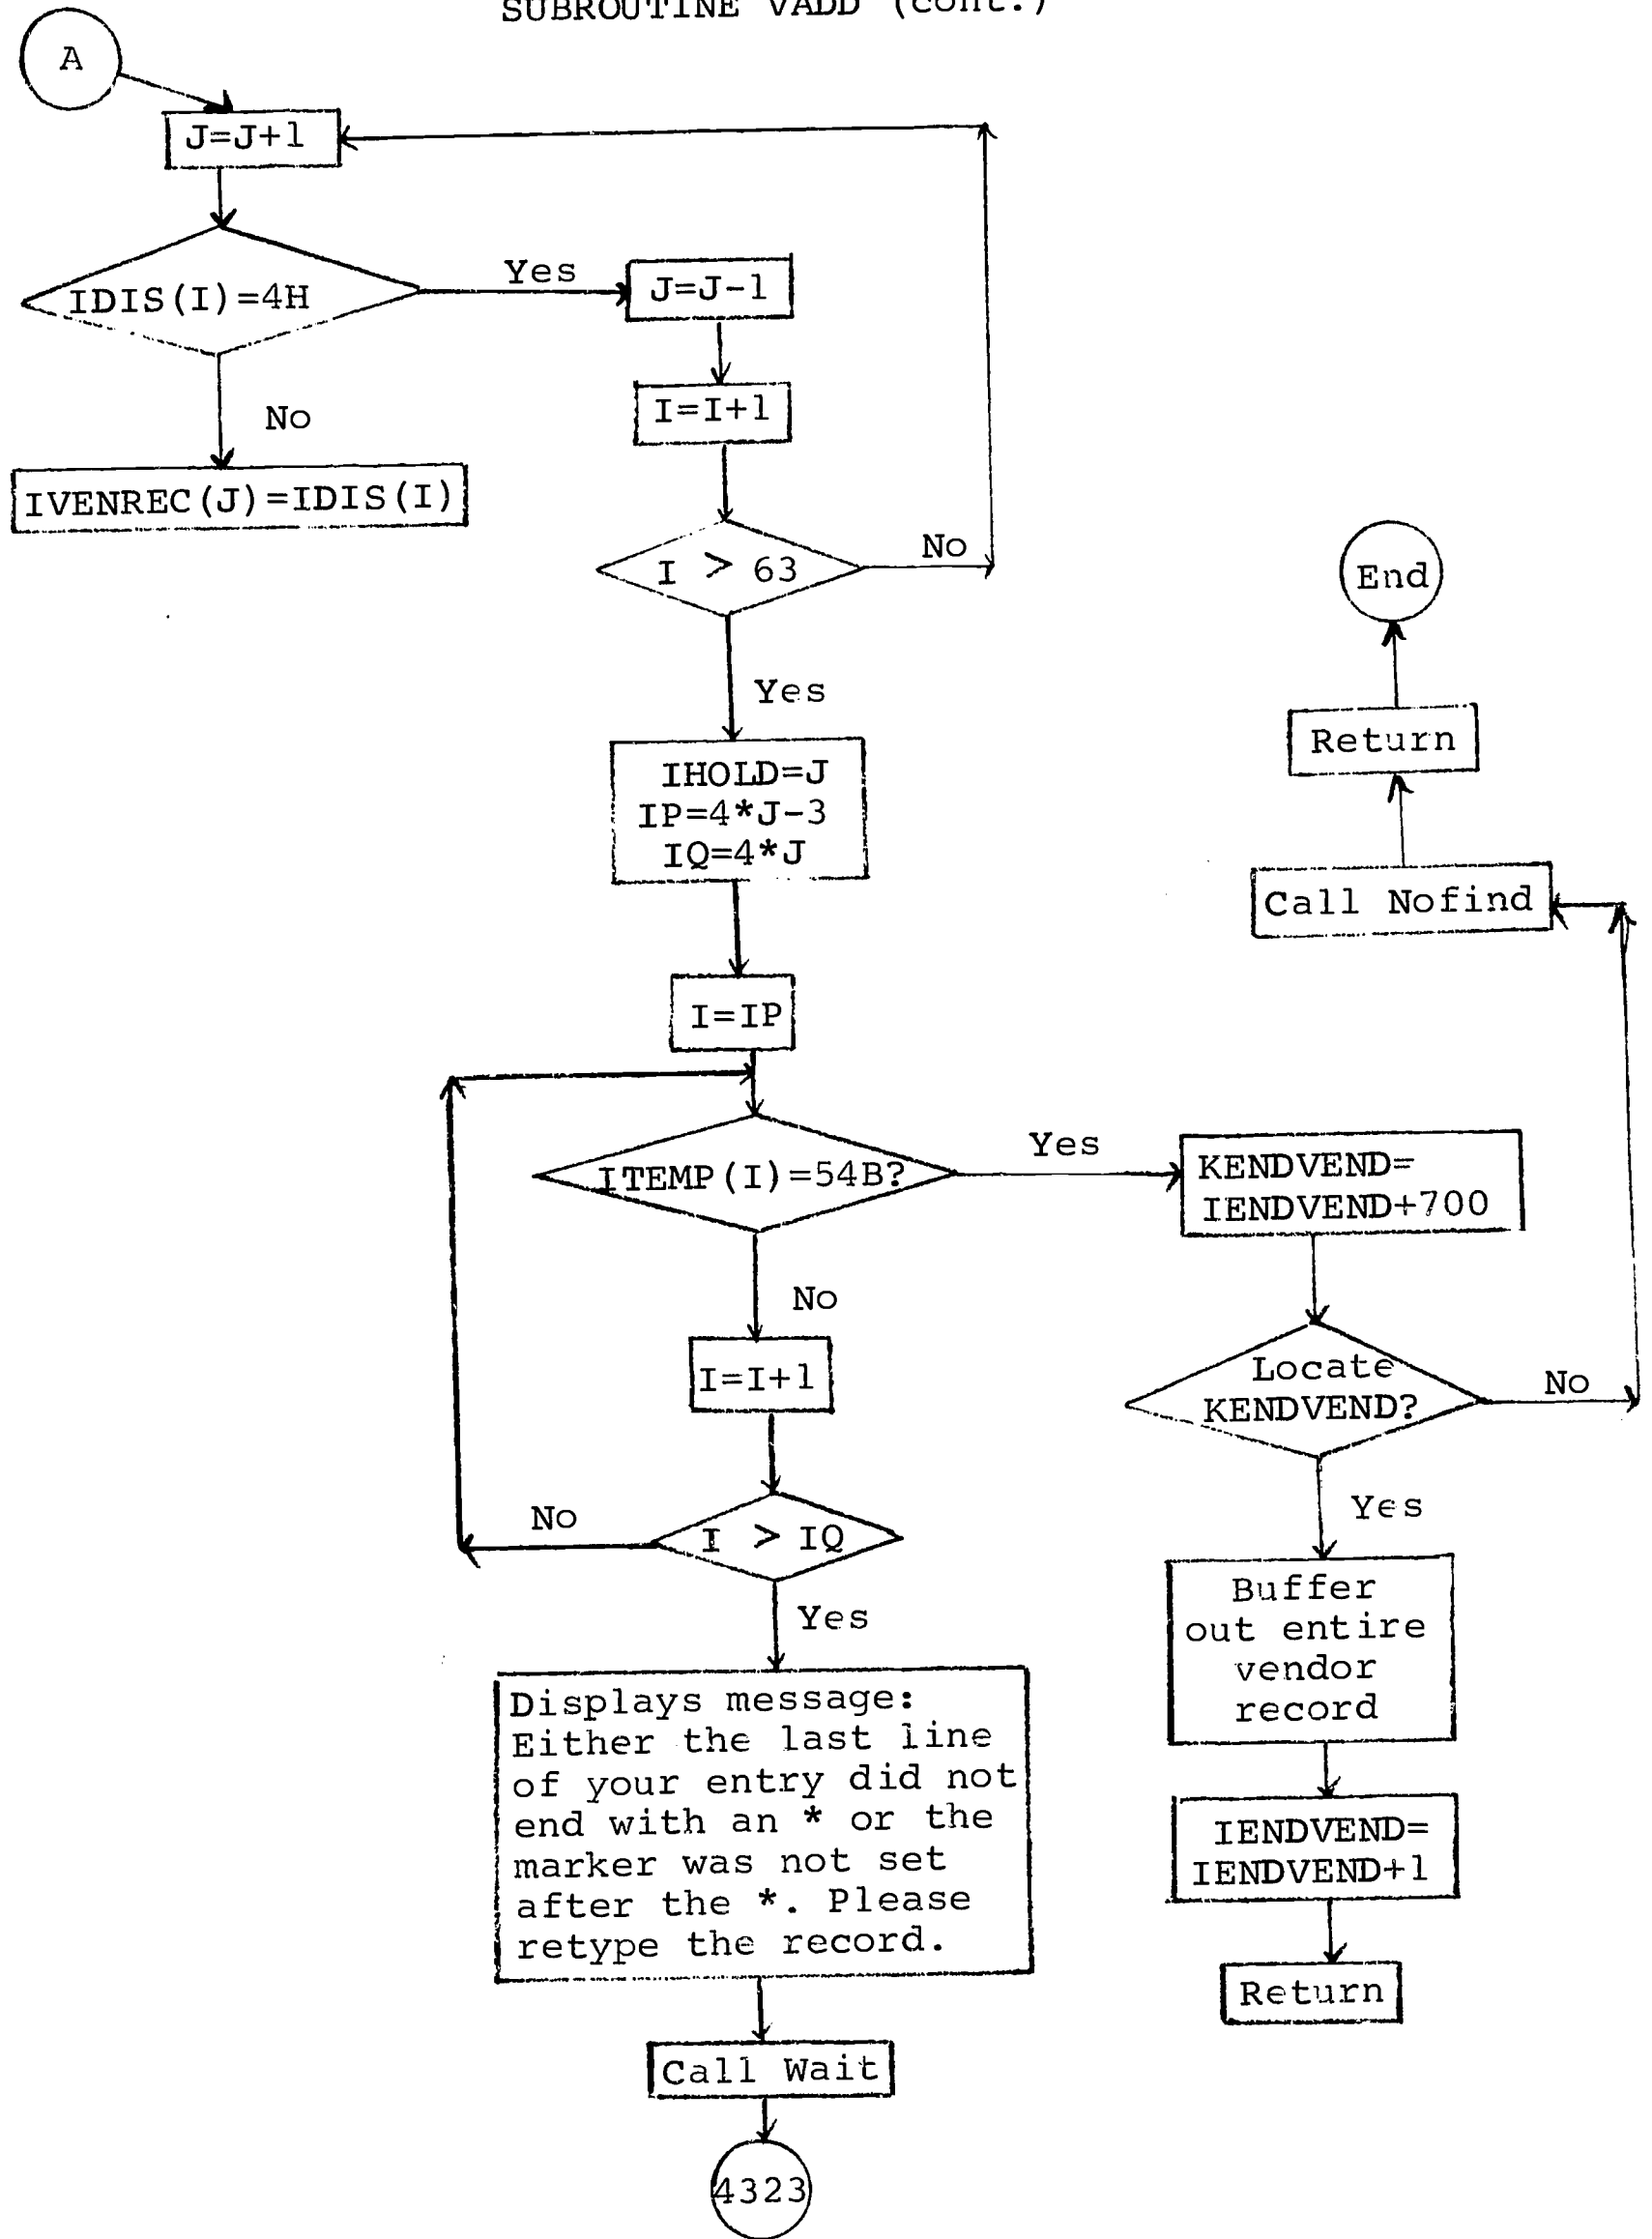 SUBROUTINE VADD (cont.)
A
J=J+1
IDIS(I)=4H
Yes
J=J-1
No
I=I+1
IVENREC(J)=IDIS(I)
I > 63
No
Yes
IHOLD=J
IP=4*J-3
IQ=4*J
I=IP
ITEMP(I)=54B?
Yes
No
I=I+1
I > IQ
No
Yes
Displays message:
Either the last line
of your entry did not
end with an * or the
marker was not set
after the *. Please
retype the record.
Call Wait
4323
End
Return
Call Nofind
KENDVEND=
IENDVEND+700
Locate
KENDVEND?
No
Yes
Buffer
out entire
vendor
record
IENDVEND=
IENDVEND+1
Return